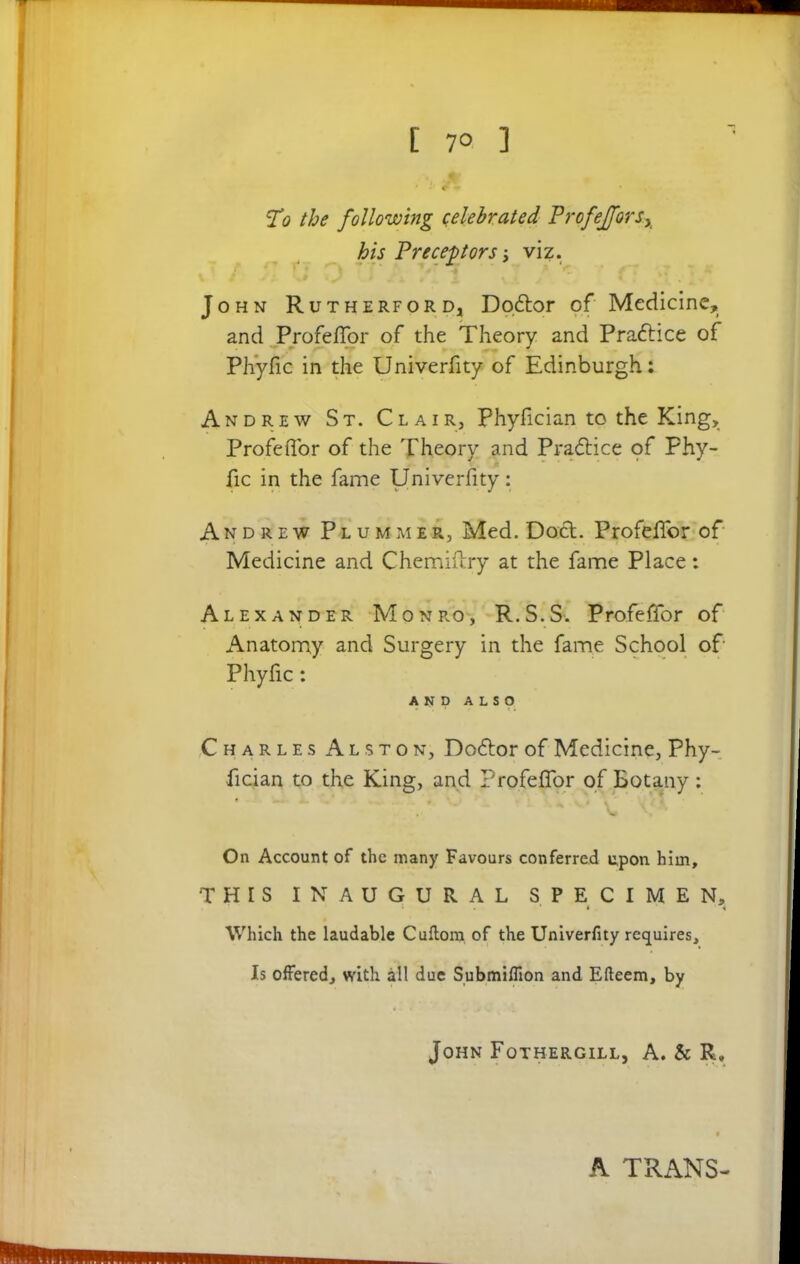 [ 70 ]
To the following celebrated Profeſſors,
his Preceptors; viz.
John Rutherford, Doctor of Medicine,
and Profeſſor of the Theory and Practice of
Phyſic in the Univerſity of Edinburgh:
Andrew St. Clair, Phyſician to the King,
Profeſſor of the Theory and Practice of Phy-
ſic in the ſame Univerſity:
Andrew Plummer, Med. Doct. Profeſſor of
Medicine and Chemiſtry at the ſame Place:
Alexander Monro, R.S.S. Profeſſor of
Anatomy and Surgery in the ſame School of
Phyſic:
AND ALSO
Charles Alston, Doctor of Medicine, Phy-
ſician to the King, and Profeſſor of Botany:
On Account of the many Favours conferred upon him,
THIS INAUGURAL SPECIMEN,
Which the laudable Cuſtom of the Univerſity requires,
Is offered, with all due Submiſſion and Eſteem, by
John Fothergill, A. & R.
A TRANS-